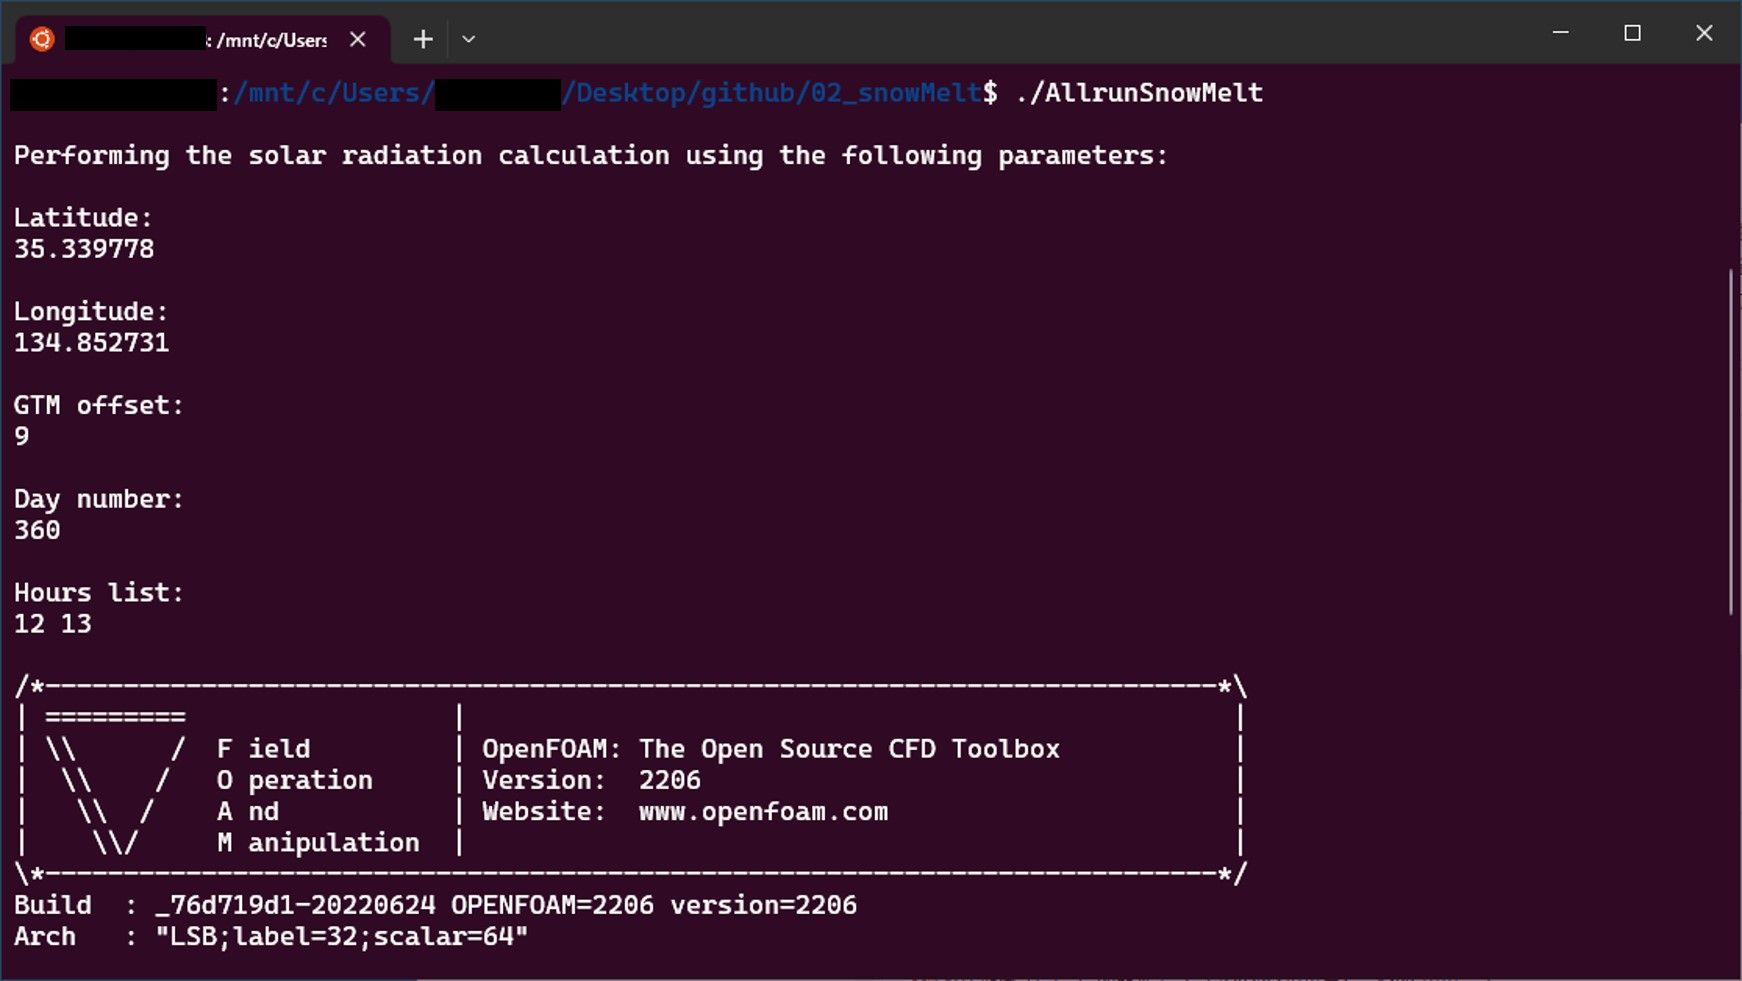 : /mnt/c/Users
:/mnt/c/Users/ /Desktop/github/02_snowMelt$ ./AllrunSnowMelt
Performing the solar radiation calculation using the following parameters:
Latitude:
35.339778
Longitude:
134.852731
GTM offset:
9
Day number:
360
Hours list:
12 13
/*---------------------------------------------------------------------------*\
| =========                 |                                                 |
| \\      /  F ield         | OpenFOAM: The Open Source CFD Toolbox           |
|  \\    /   O peration     | Version:  2206                                  |
|   \\  /    A nd           | Website:  www.openfoam.com                      |
|    \\/     M anipulation  |                                                 |
\*---------------------------------------------------------------------------*/
Build  : _76d719d1-20220624 OPENFOAM=2206 version=2206
Arch   : "LSB;label=32;scalar=64"